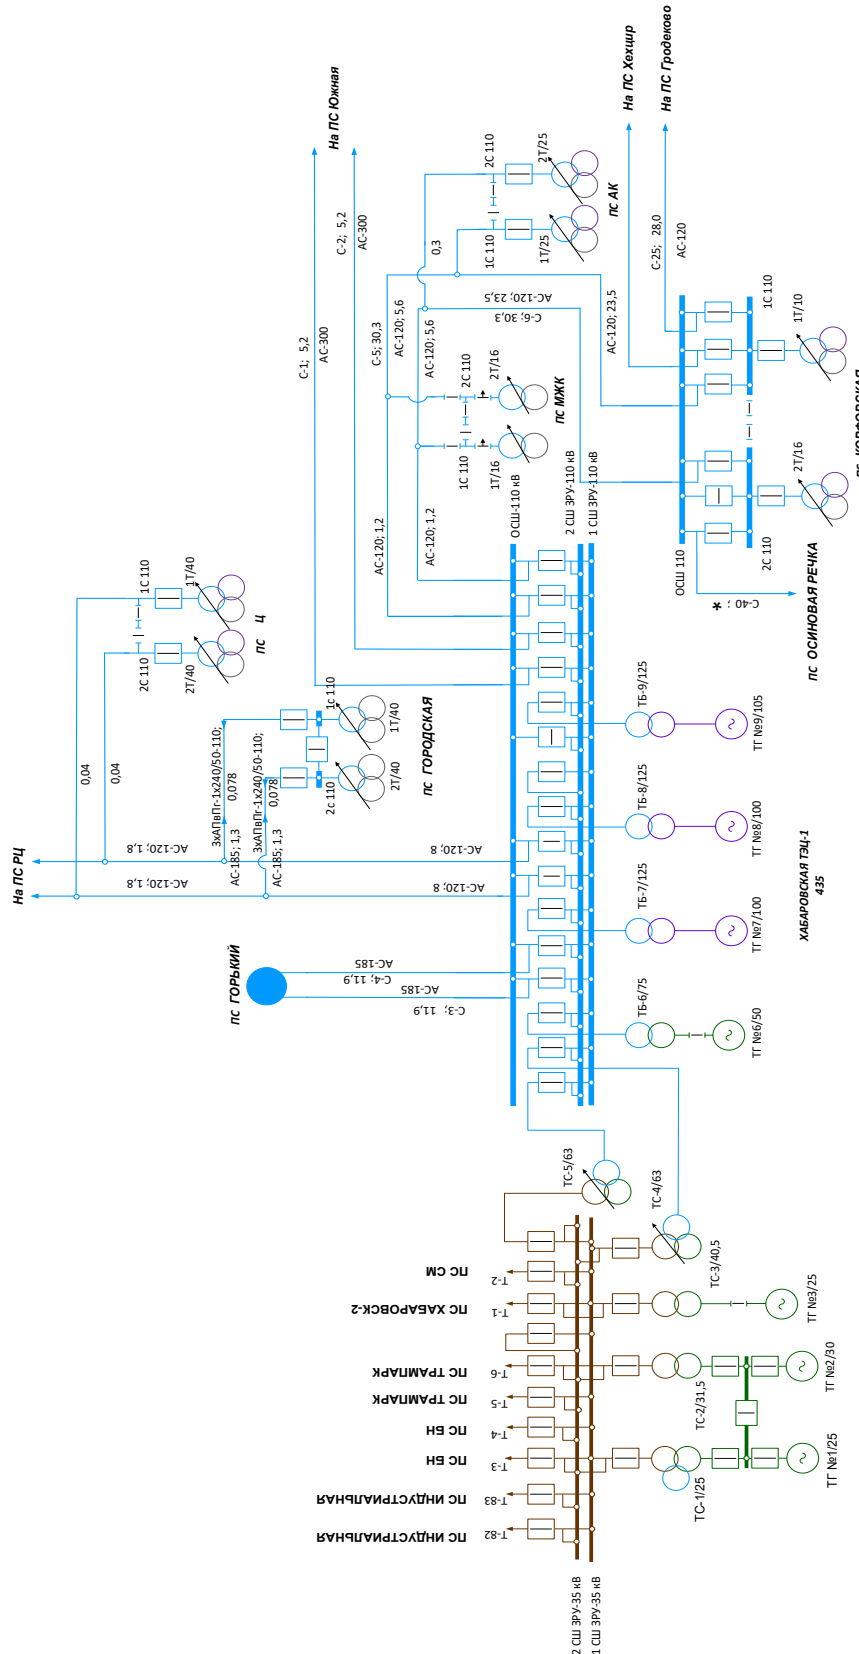 На ПС Южная
С-1; 5,2
АС-300
С-2; 5,2
АС-300
На ПС Хехцир
На ПС Гродеково
С-25; 28,0
АС-120
2С 110
2Т/25
1С 110
1Т/25
ПС АК
0,3
С-5; 30,3
АС-120; 5,6
АС-120; 5,6
АС-120; 23,5
С-6; 30,3
АС-120; 23,5
1С 110
1Т/10
2Т/16
2С 110
ОСШ 110
ПС ОСИНОВАЯ РЕЧКА
С-40 ; *
2С 110
2Т/16
1С 110
1Т/16
ПС МЖК
АС-120; 1,2
АС-120; 1,2
ОСШ-110 кВ
2 СШ ЗРУ-110 кВ
1 СШ ЗРУ-110 кВ
1С 110
1Т/40
2С 110
2Т/40
ПС Ц
0,04
0,04
3хАПвПг-1х240/50-110;
0,078
АС-185; 1,3
3хАПвПг-1х240/50-110;
0,078
АС-185; 1,3
1с 110
1Т/40
2с 110
2Т/40
ПС ГОРОДСКАЯ
На ПС РЦ
АС-120; 1,8
АС-120; 8
АС-120; 1,8
АС-120; 8
ПС ГОРЬКИЙ
АС-185
С-4; 11,9
АС-185
С-3; 11,9
ТБ-9/125
ТГ №9/105
ТБ-8/125
ТГ №8/100
ТБ-7/125
ТГ №7/100
ТБ-6/75
ТГ №6/50
ХАБАРОВСКАЯ ТЭЦ-1
435
ТС-5/63
ТС-4/63
ТС-3/40,5
ТГ №3/25
ТС-2/31,5
ТГ №2/30
ТС-1/25
ТГ №1/25
ПС СМ
Т-2
ПС ХАБАРОВСК-2
Т-1
ПС ТРАМПАРК
Т-6
ПС ТРАМПАРК
Т-5
ПС БН
Т-4
ПС БН
Т-3
ПС ИНДУСТРИАЛЬНАЯ
Т-83
ПС ИНДУСТРИАЛЬНАЯ
Т-82
2 СШ ЗРУ-35 кВ
1 СШ ЗРУ-35 кВ